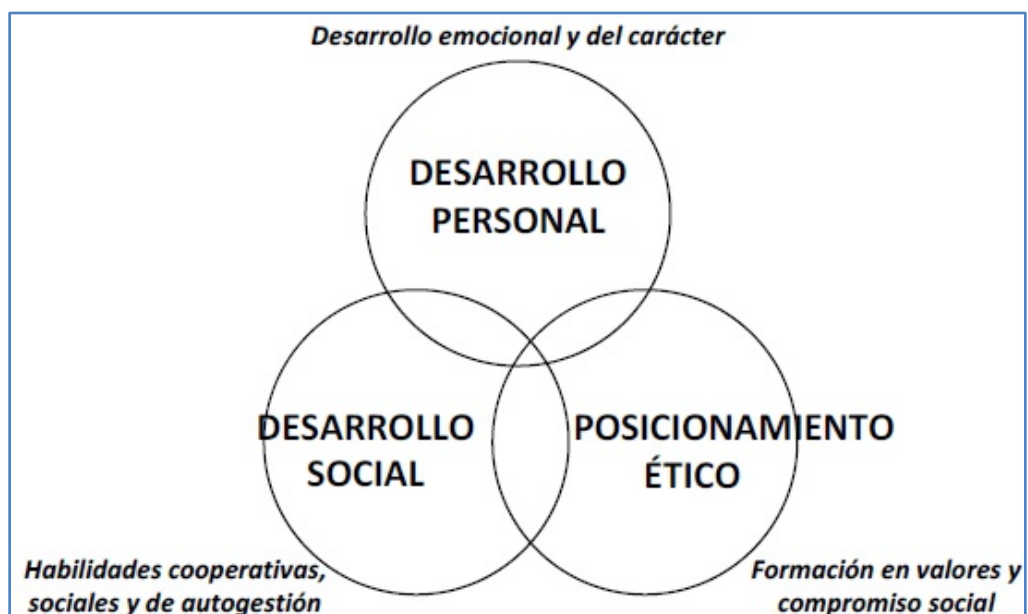 Desarrollo emocional y del carácter
DESARROLLO
PERSONAL
DESARROLLO
SOCIAL
POSICIONAMIENTO
ÉTICO
Habilidades cooperativas,
sociales y de autogestión
Formación en valores y
compromiso social